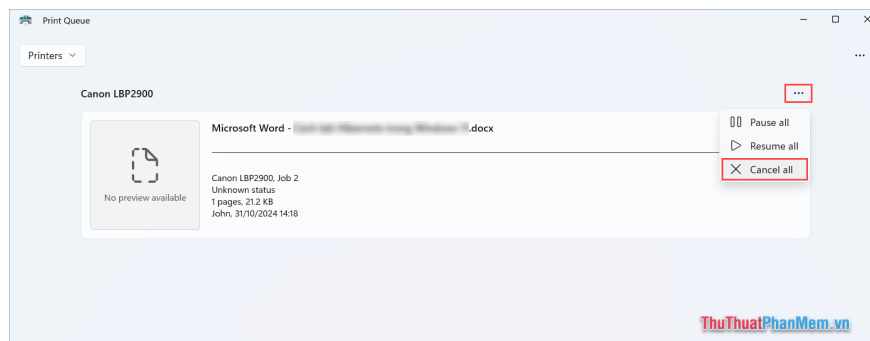 Print Queue
Printers
...
Canon LBP2900
...
Microsoft Word - .docx
Pause all
Resume all
Cancel all
No preview available
Canon LBP2900, Job 2
Unknown status
1 pages, 21.2 KB
John, 31/10/2024 14:18
ThuThuatPhanMem.vn